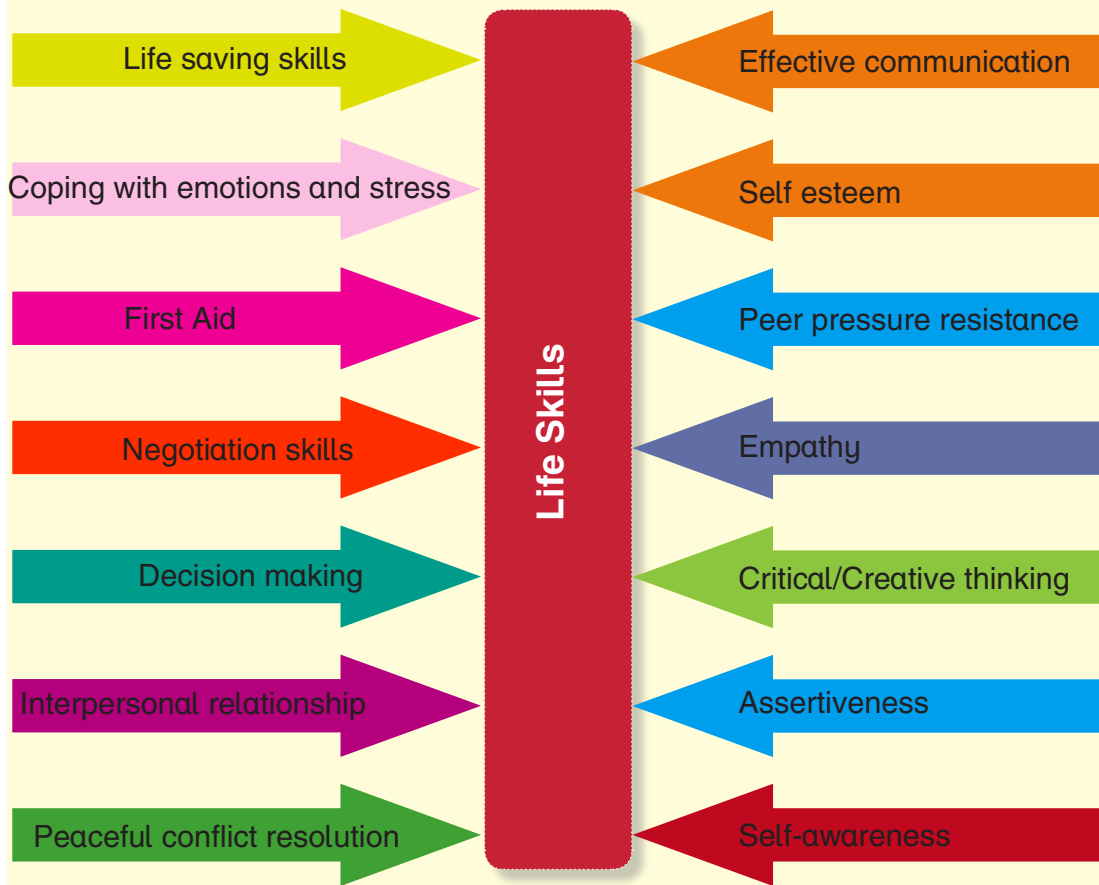 Life saving skills
Coping with emotions and stress
First Aid
Negotiation skills
Decision making
Interpersonal relationship
Peaceful conflict resolution
Life Skills
Effective communication
Self esteem
Peer pressure resistance
Empathy
Critical/Creative thinking
Assertiveness
Self-awareness